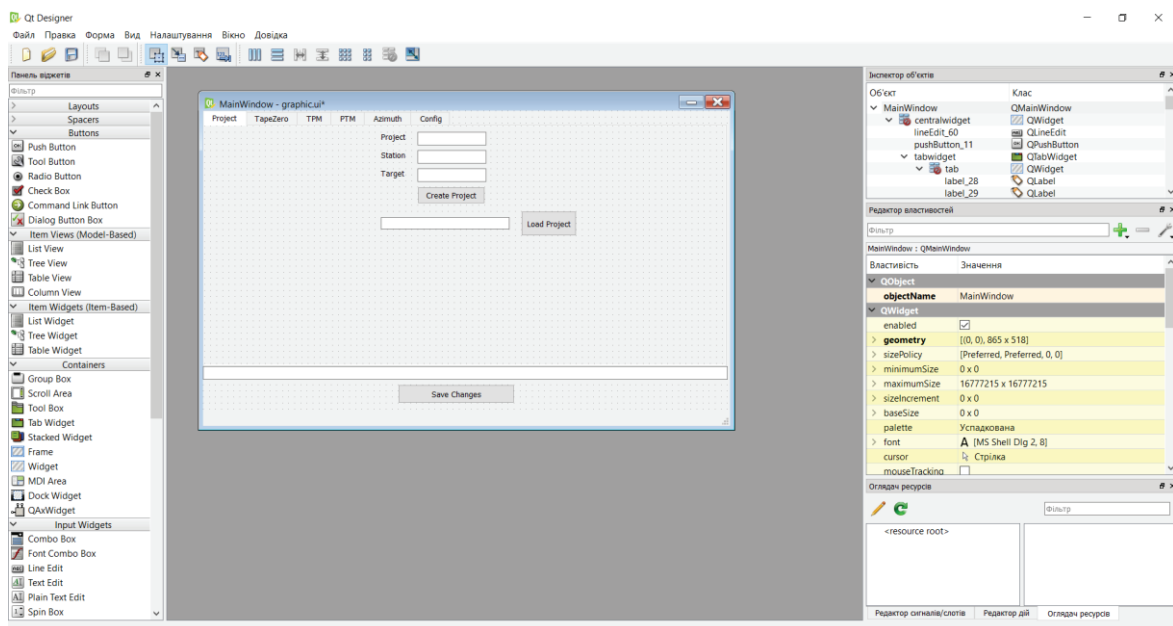 Qt Designer
Файл Правка Форма Вид Налаштування Вікно Довідка
Панель віджетів
Фільтр
Layouts
Spacers
Buttons
Push Button
Tool Button
Radio Button
Check Box
Command Link Button
Dialog Button Box
Item Views (Model-Based)
List View
Tree View
Table View
Column View
Item Widgets (Item-Based)
List Widget
Tree Widget
Table Widget
Containers
Group Box
Scroll Area
Tool Box
Tab Widget
Stacked Widget
Frame
Widget
MDI Area
Dock Widget
QAxWidget
Input Widgets
Combo Box
Font Combo Box
Line Edit
Text Edit
Plain Text Edit
Spin Box
MainWindow - graphic.ui*
Project TapeZero TPM PTM Azimuth Config
Project
Station
Target
Create Project
Load Project
Save Changes
Інспектор об'єктів
Об'єкт Клас
MainWindow QMainWindow
centralwidget QWidget
lineEdit_60 QLineEdit
pushButton_11 QPushButton
tabwidget QTabWidget
tab QWidget
label_28 QLabel
label_29 QLabel
Редактор властивостей
Фільтр
MainWindow : QMainWindow
Властивість Значення
QObject
objectName MainWindow
QWidget
enabled
geometry [(0, 0), 865 x 518]
sizePolicy [Preferred, Preferred, 0, 0]
minimumSize 0 x 0
maximumSize 16777215 x 16777215
sizeIncrement 0 x 0
baseSize 0 x 0
palette Успадкована
font A [MS Shell Dlg 2, 8]
cursor Стрілка
mouseTracking
Оглядач ресурсів
Фільтр
<resource root>
Редактор сигналів/слотів Редактор дій Оглядач ресурсів